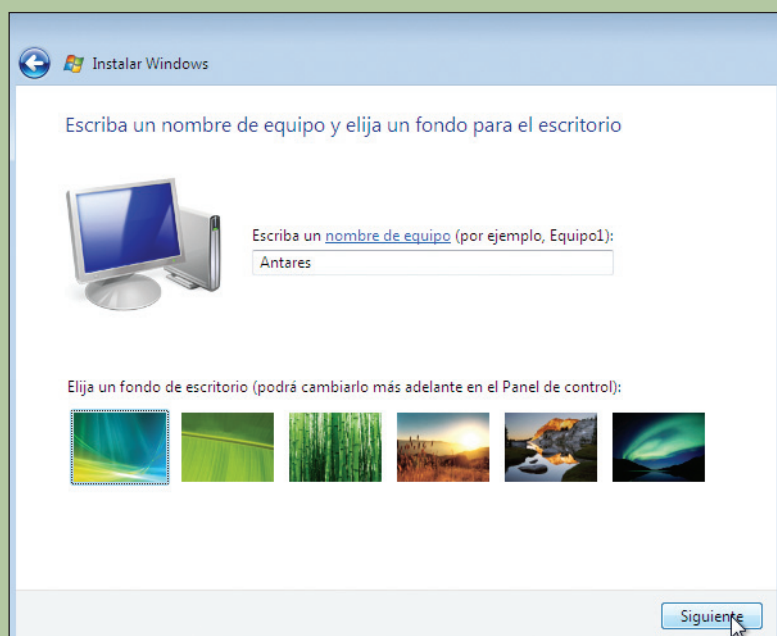 Instalar Windows
Escriba un nombre de equipo y elija un fondo para el escritorio
Escriba un nombre de equipo (por ejemplo, Equipo1):
Antares
Elija un fondo de escritorio (podrá cambiarlo más adelante en el Panel de control):
Siguiente